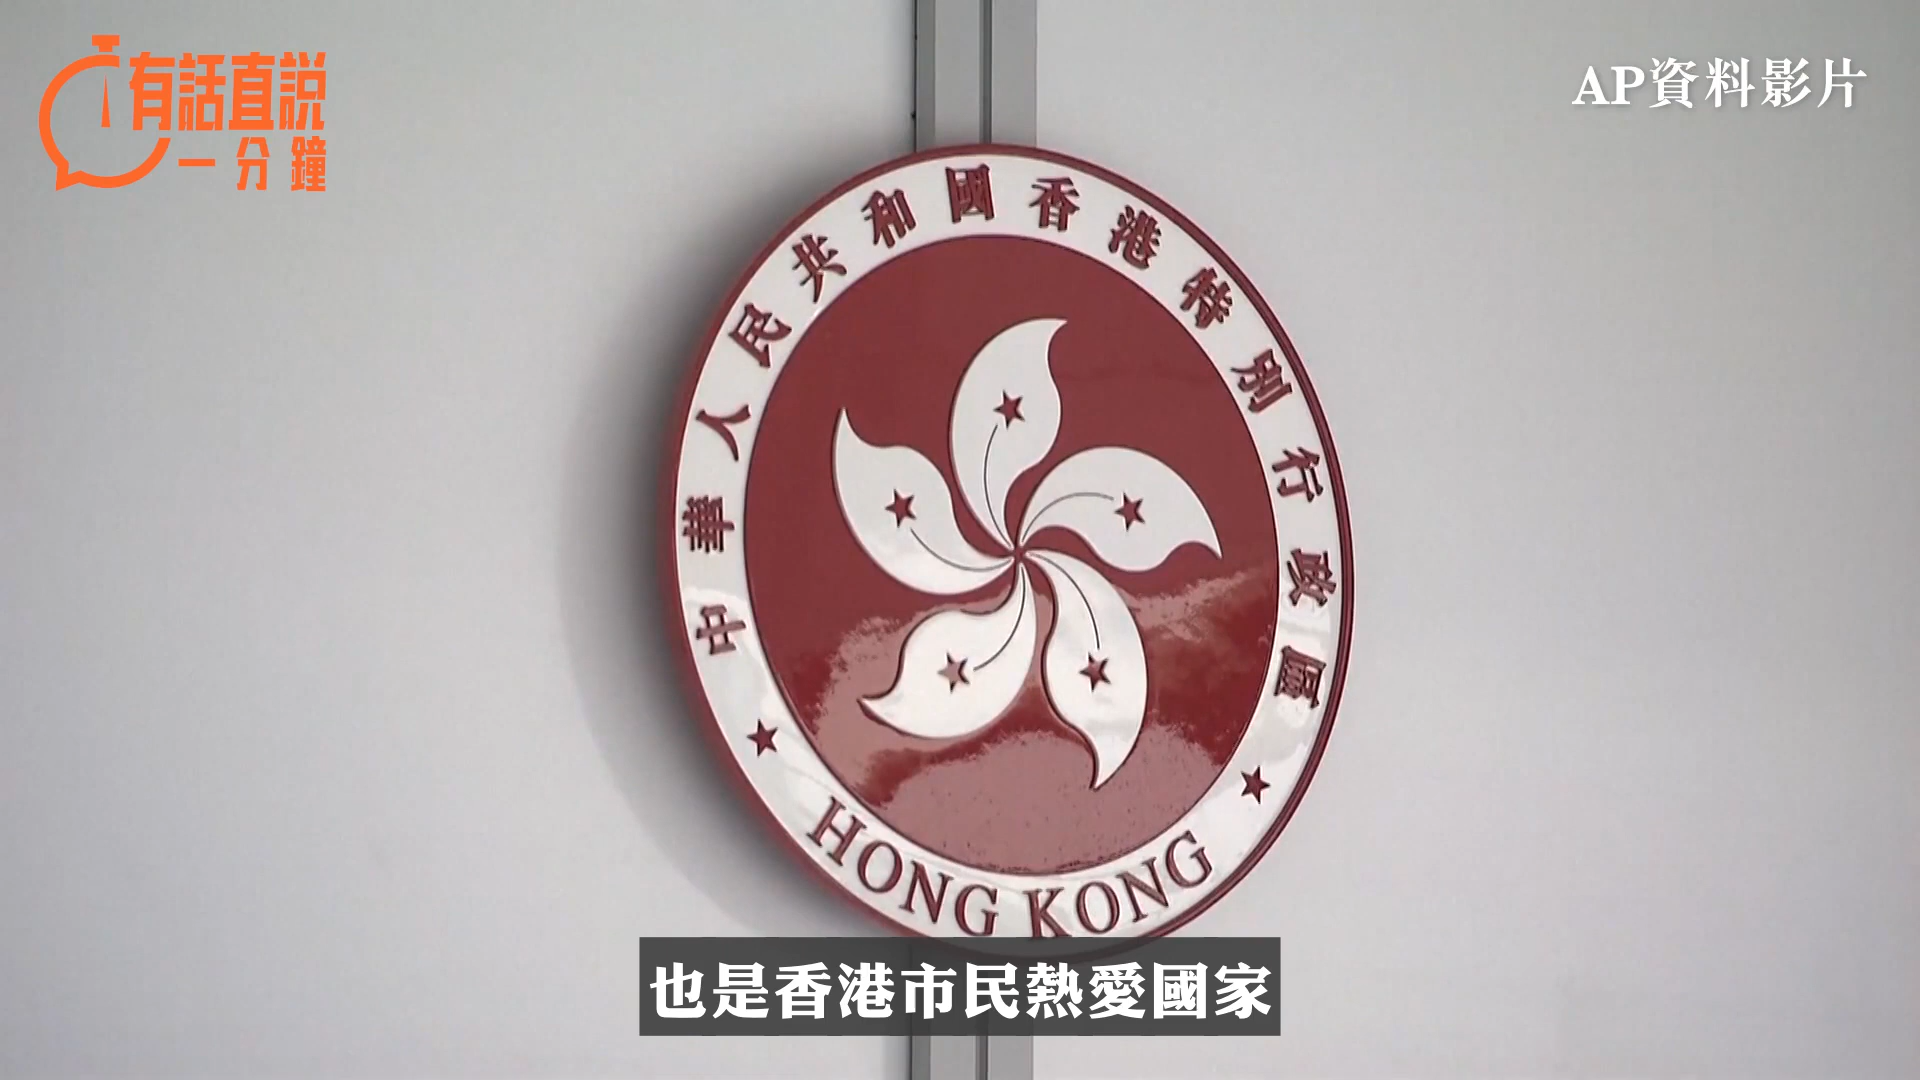 有話直説
一分鐘
AP資料影片
中華人民共和國香港特別行政區
HONG KONG
也是香港市民熱愛國家